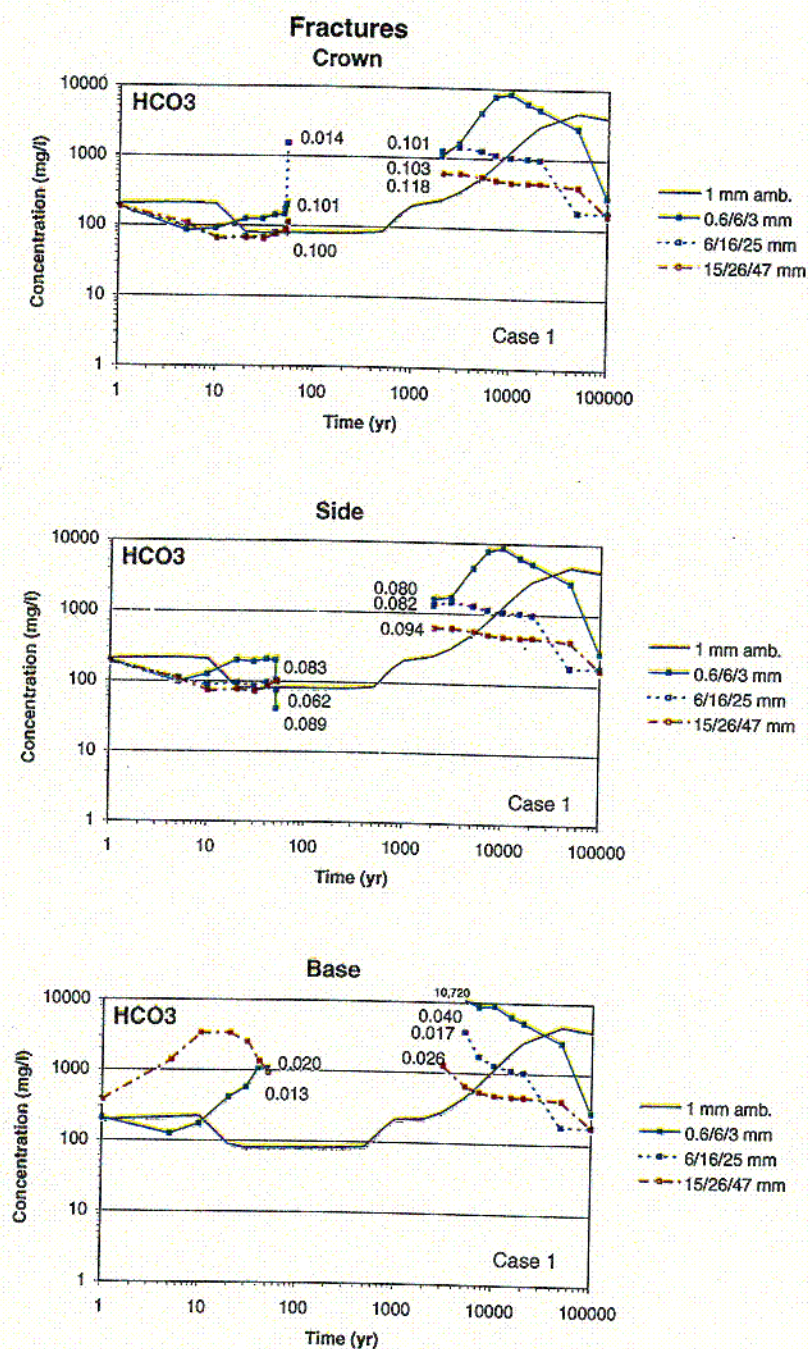 Fractures
Crown
10000
1000
100
10
1
Concentration (mg/l)
HCO3
0.014
0.101
0.100
0.101
0.103
0.118
Case 1
1
10
100
1000
10000
100000
Time (yr)
1 mm amb.
0.6/6/3 mm
6/16/25 mm
15/26/47 mm
Side
10000
1000
100
10
1
Concentration (mg/l)
HCO3
0.083
0.062
0.089
0.080
0.082
0.094
Case 1
1
10
100
1000
10000
100000
Time (yr)
1 mm amb.
0.6/6/3 mm
6/16/25 mm
15/26/47 mm
Base
10000
1000
100
10
1
Concentration (mg/l)
HCO3
0.020
0.013
10,720
0.040
0.017
0.026
Case 1
1
10
100
1000
10000
100000
Time (yr)
1 mm amb.
0.6/6/3 mm
6/16/25 mm
15/26/47 mm